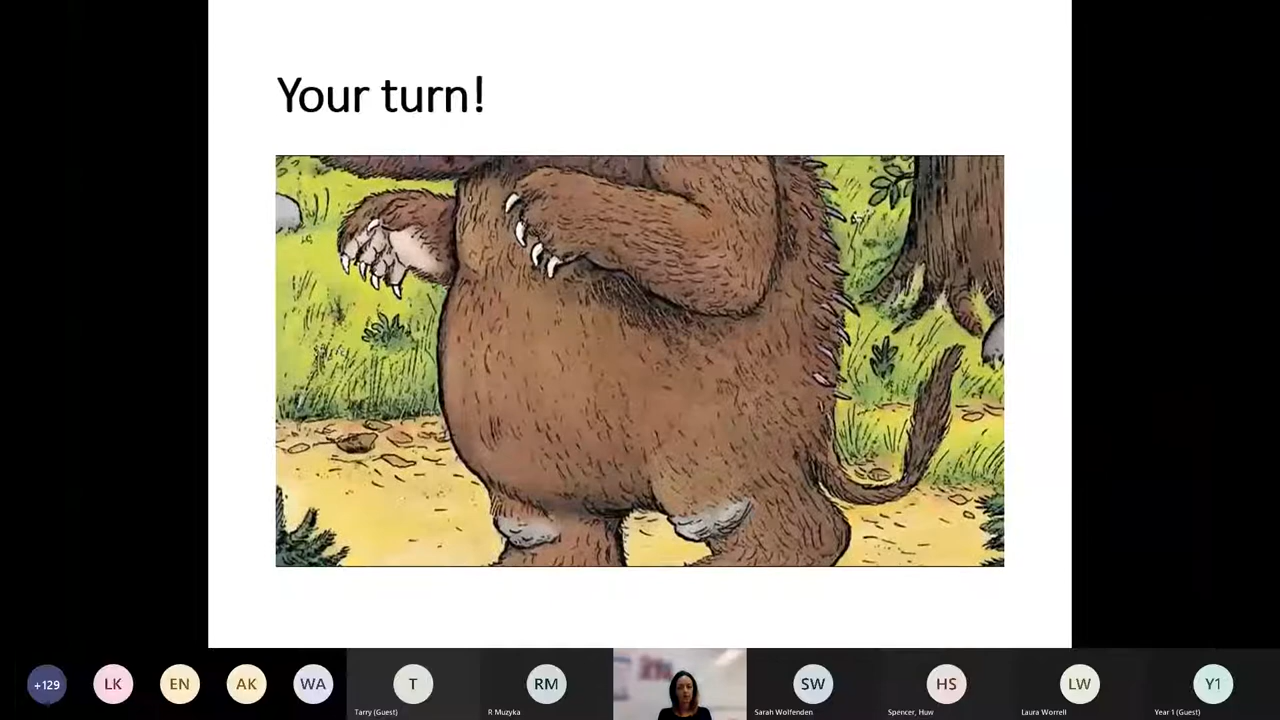 Your turn!
+129
LK
EN
AK
WA
T
RM
SW
HS
LW
Y1
Tarry (Guest)
R Muzyka
Sarah Wolfenden
Spencer, Huw
Laura Worrell
Year 1 (Guest)